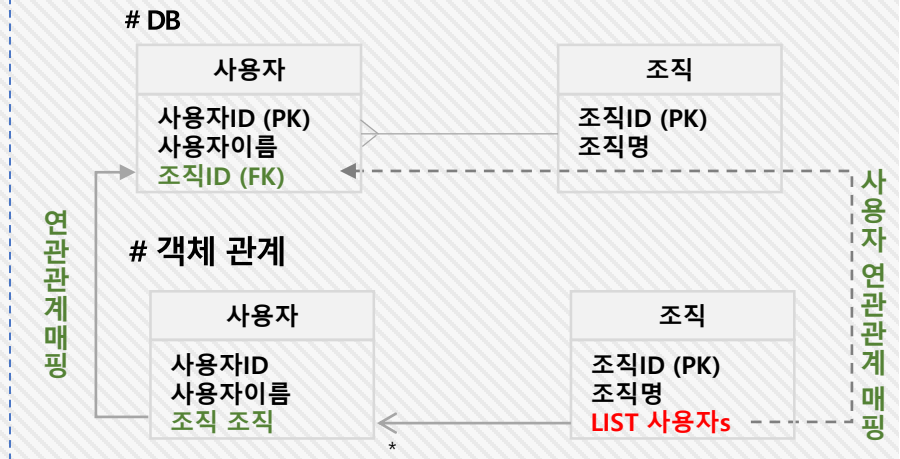 # DB
사용자
사용자ID (PK)
사용자이름
조직ID (FK)
조직
조직ID (PK)
조직명
연관관계매핑
사용자 연관관계 매핑
# 객체 관계
사용자
사용자ID
사용자이름
조직 조직
조직
조직ID (PK)
조직명
LIST 사용자s
*